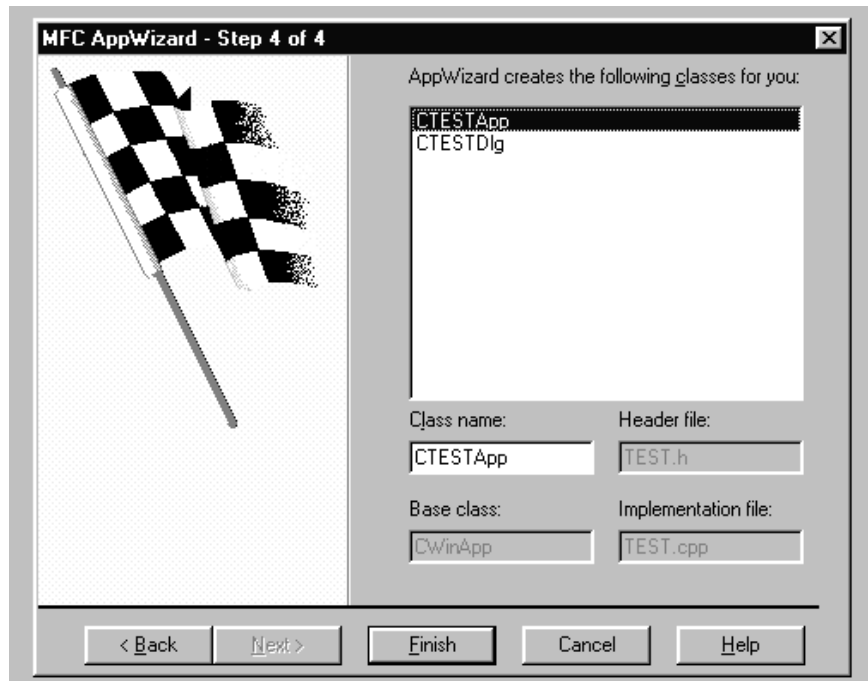 MFC AppWizard - Step 4 of 4
AppWizard creates the following classes for you:
CTESTApp
CTESTDlg
Class name:
Header file:
CTESTApp
TEST.h
Base class:
Implementation file:
CWinApp
TEST.cpp
< Back
Next >
Finish
Cancel
Help